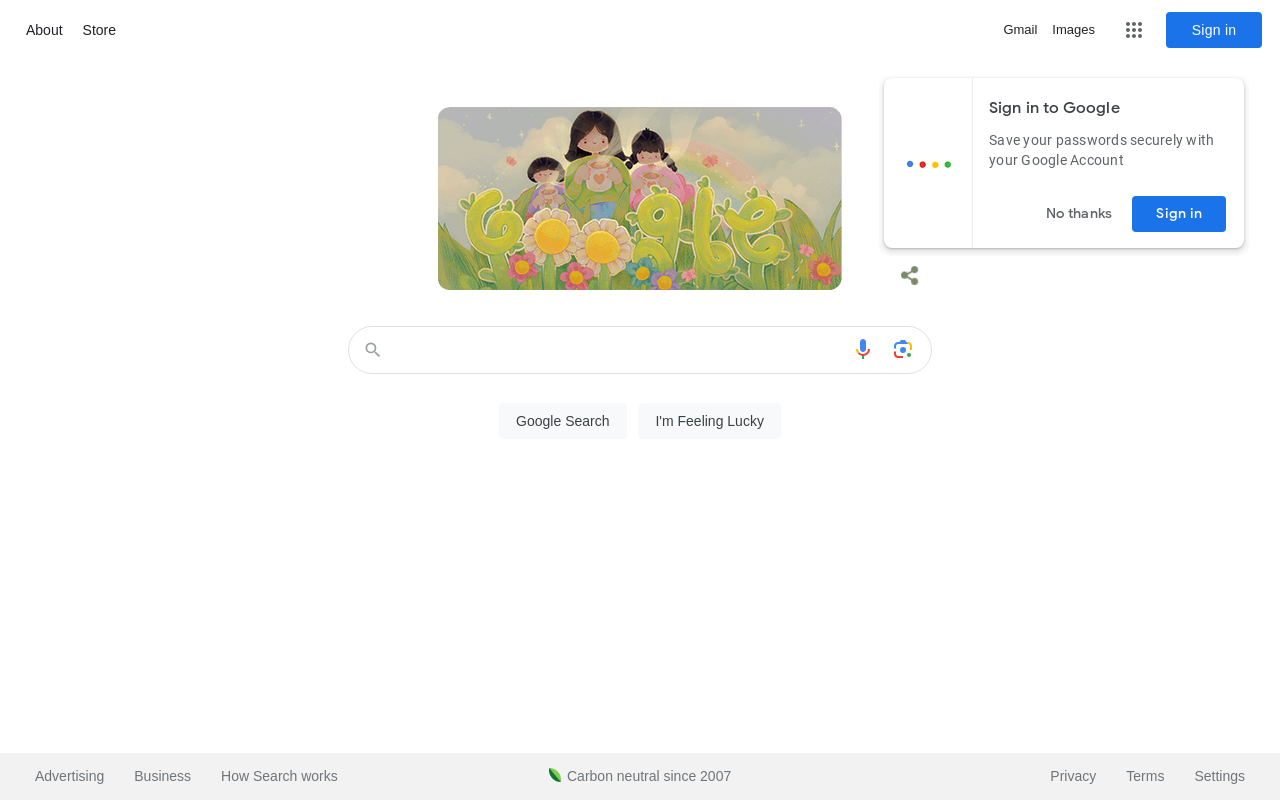 About Store
Gmail Images Sign in
Sign in to Google
Save your passwords securely with
your Google Account
No thanks Sign in
Google
Google Search I'm Feeling Lucky
Advertising Business How Search works
Carbon neutral since 2007
Privacy Terms Settings